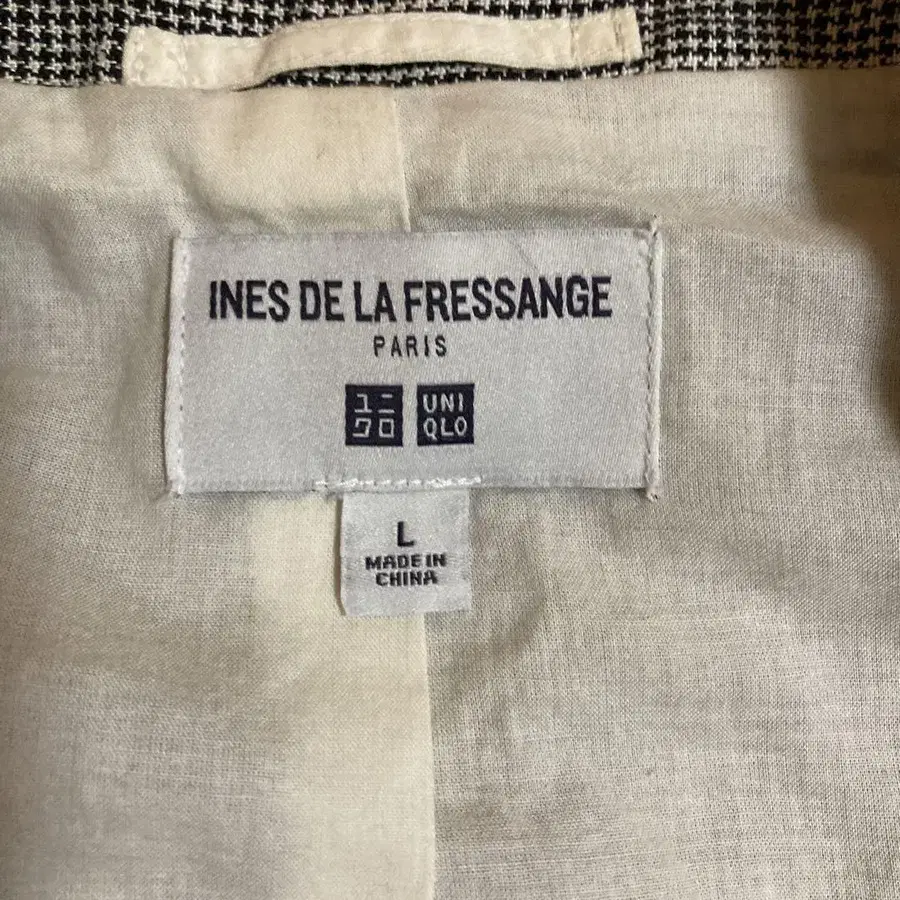 INES DE LA FRESSANGE
PARIS
ユニ UNI
クロ QLO
L
MADE IN
CHINA